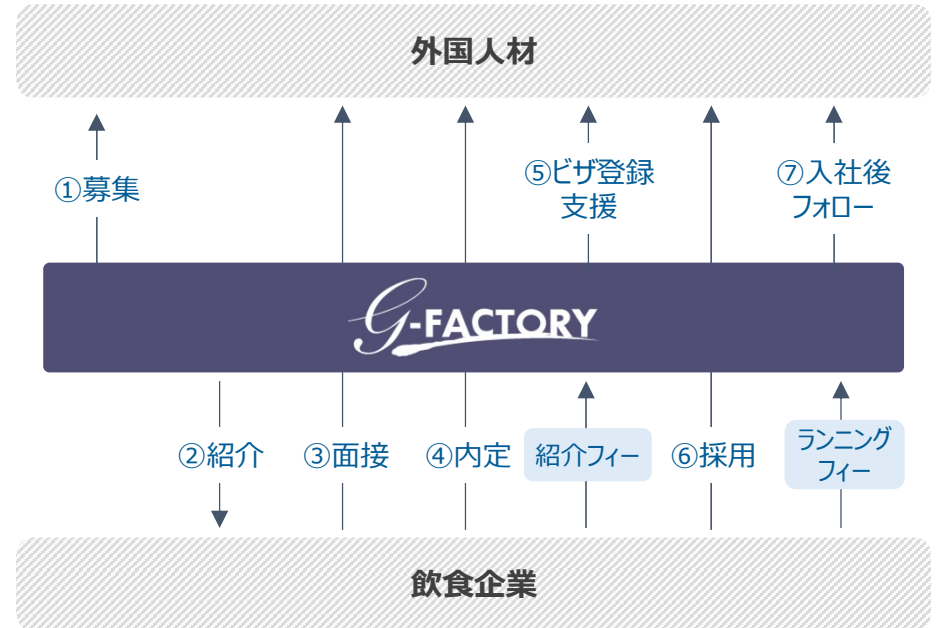 外国人材
①募集
⑤ビザ登録
支援
⑦入社後
フォロー
G-FACTORY
②紹介
③面接
④内定
紹介フィー
⑥採用
ランニング
フィー
飲食企業